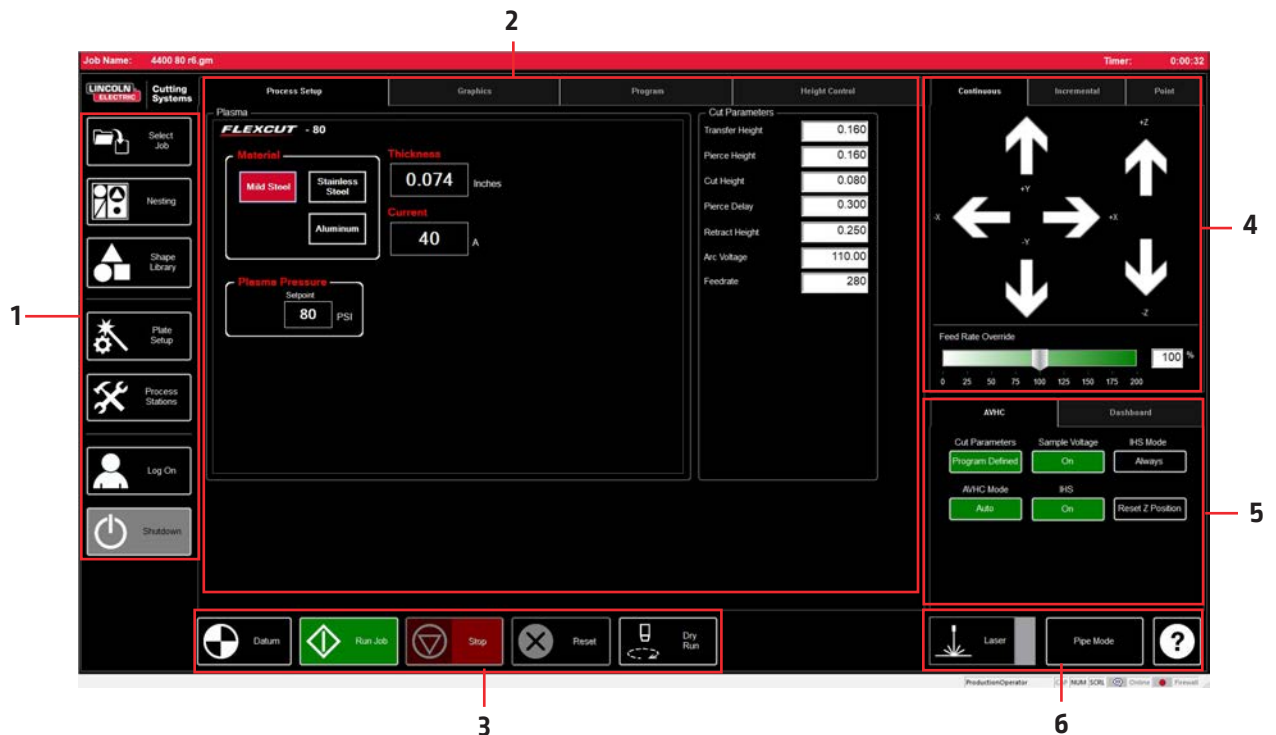 2
Job Name: 4400 80 r6.gm Timer: 0:00:32
LINCOLN ELECTRIC Cutting Systems
Process Setup Graphics Program Height Control
Continuous Incremental Point
Select Job
Nesting
Shape Library
Plate Setup
Process Stations
Log On
Shutdown
1
Plasma
FLEXCUT - 80
Material
Mild Steel
Stainless Steel
Aluminum
Thickness
0.074 Inches
Current
40 A
Plasma Pressure
Setpoint
80 PSI
Cut Parameters
Transfer Height 0.160
Pierce Height 0.160
Cut Height 0.080
Pierce Delay 0.300
Retract Height 0.250
Arc Voltage 110.00
Feedrate 280
+Z
+Y
-X +X
-Y
-Z
4
Feed Rate Override
100 %
0 25 50 75 100 125 150 175 200
AVHC Dashboard
Cut Parameters Sample Voltage IHS Mode
Program Defined On Always
AVHC Mode IHS
Auto On Reset Z Position
5
Datum
Run Job
Stop
Reset
Dry Run
Laser
Pipe Mode
?
ProductionOperator CAP NUM SCRL Online Firewall
3
6